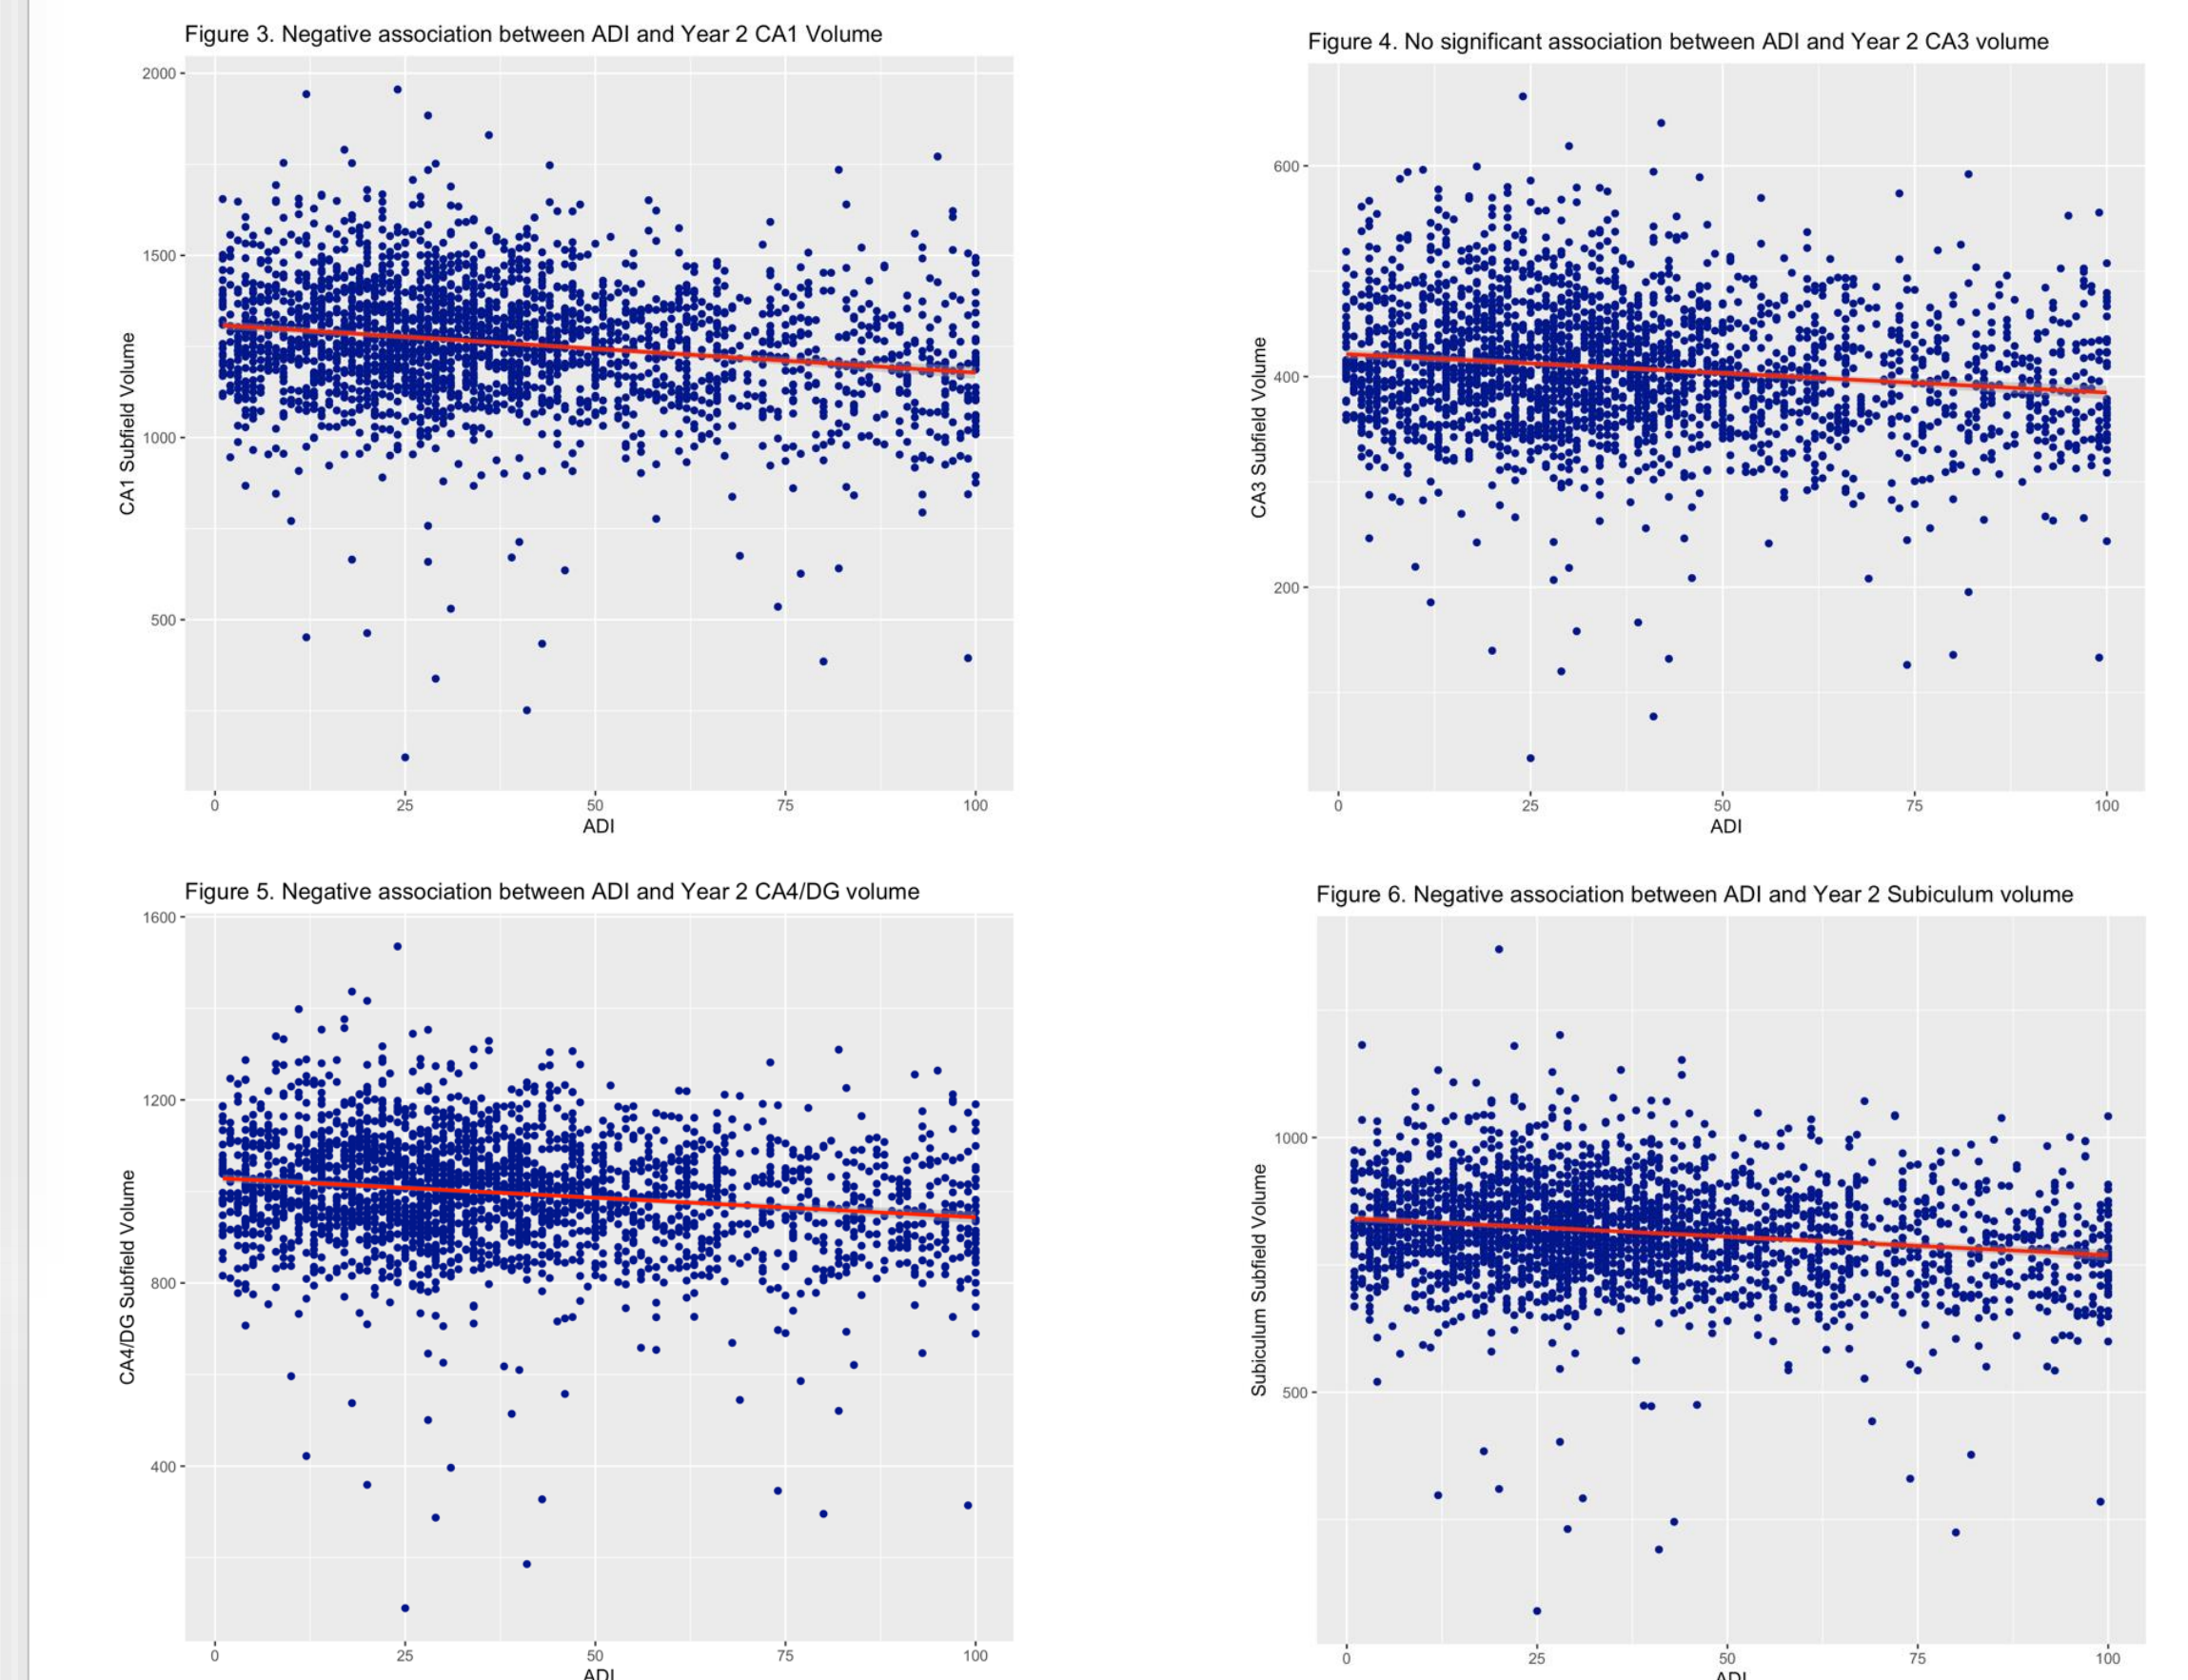 Figure 3. Negative association between ADI and Year 2 CA1 Volume
2000
1500
1000
500
CA1 Subfield Volume
0 25 50 75 100
ADI
Figure 4. No significant association between ADI and Year 2 CA3 volume
600
400
200
CA3 Subfield Volume
0 25 50 75 100
ADI
Figure 5. Negative association between ADI and Year 2 CA4/DG volume
1600
1200
800
400
CA4/DG Subfield Volume
0 25 50 75 100
ADI
Figure 6. Negative association between ADI and Year 2 Subiculum volume
1000
500
Subiculum Subfield Volume
0 25 50 75 100
ADI